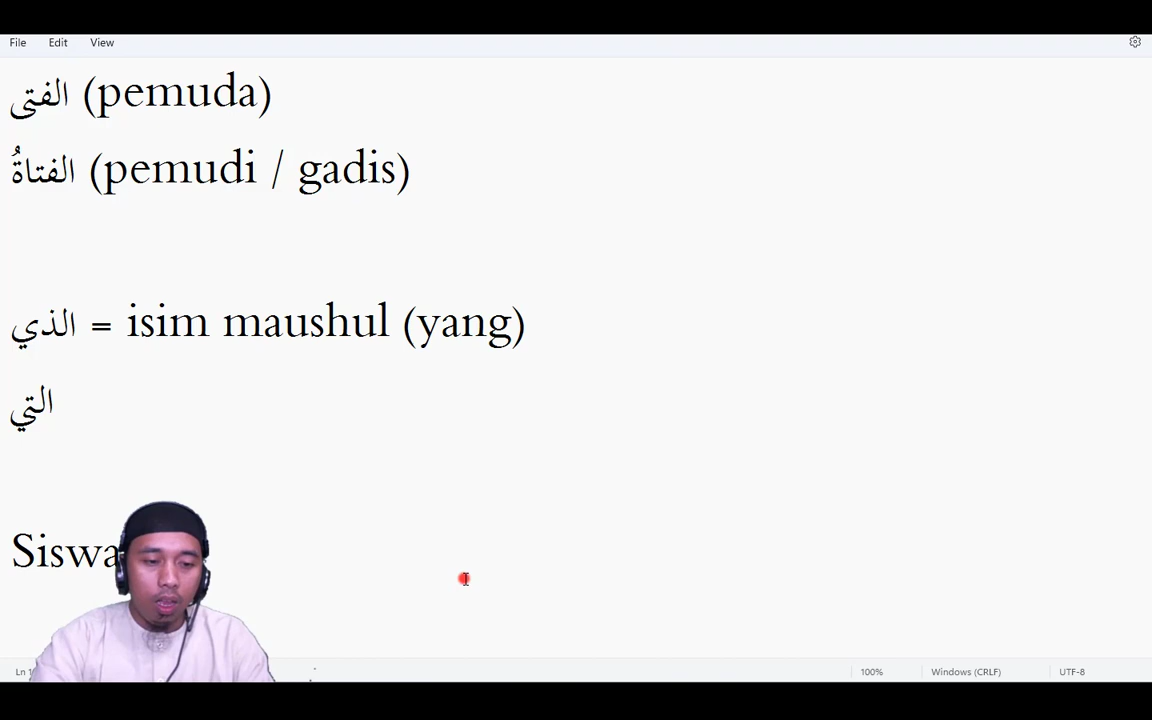 File Edit View
الفتى (pemuda)
الفتاةُ (pemudi / gadis)
الذي = isim maushul (yang)
التي
Siswa
Ln 100% Windows (CRLF) UTF-8